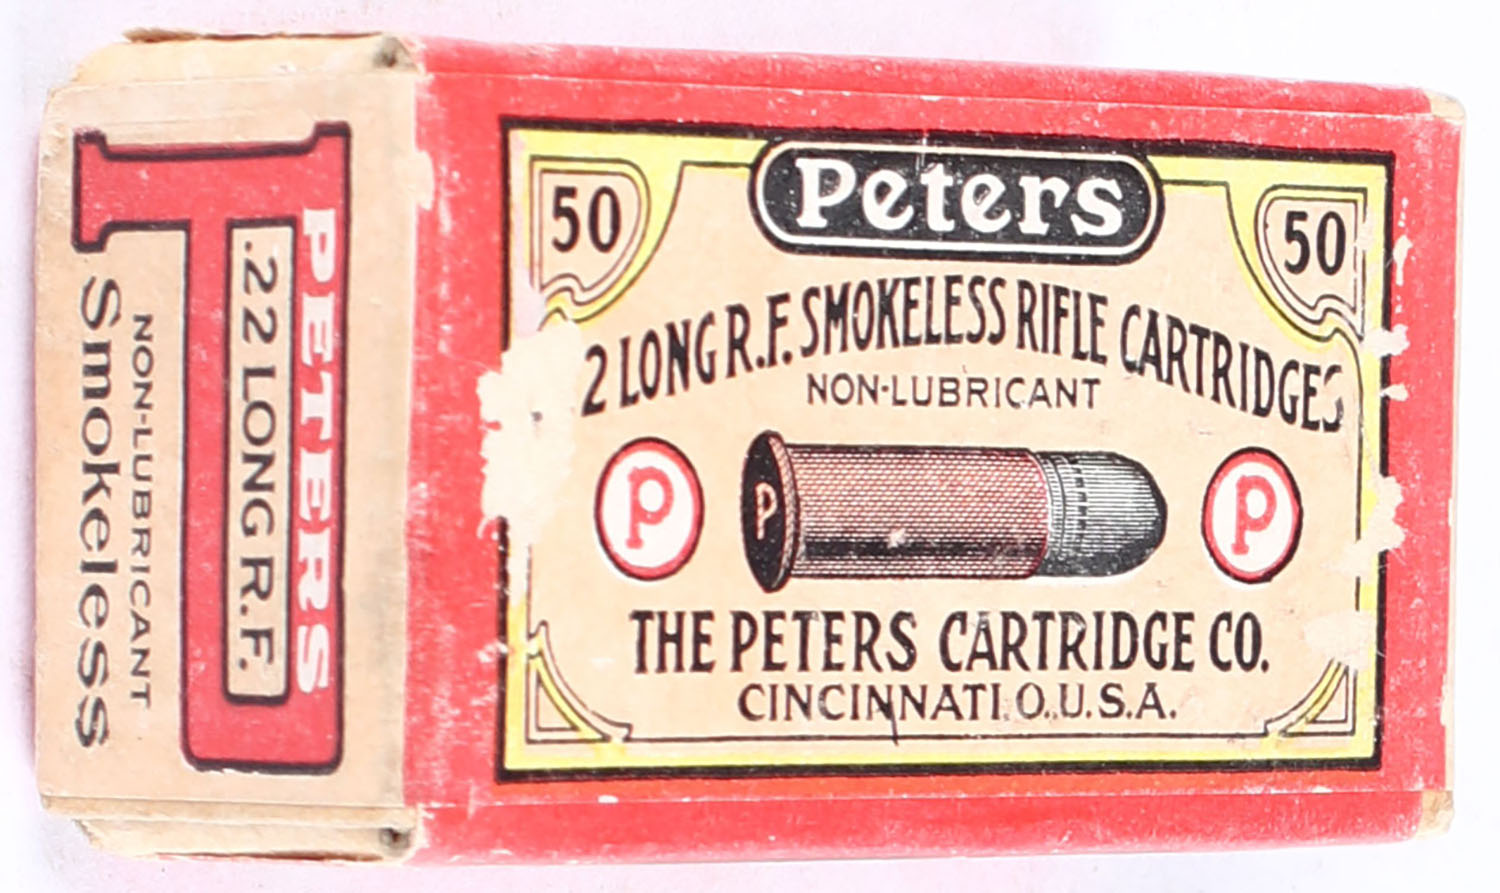 PETERS
.22 LONG R.F.
NON-LUBRICANT
Smokeless
50
Peters
50
2 LONG R.F. SMOKELESS RIFLE CARTRIDGES
NON-LUBRICANT
P
P
P
THE PETERS CARTRIDGE CO.
CINCINNATI.O.,U.S.A.